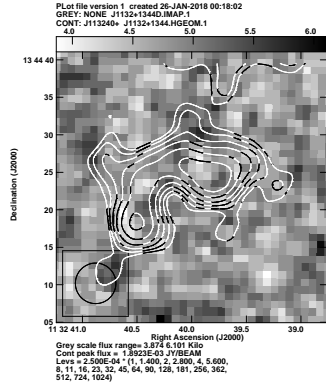 PLot file version 1  created 26-JAN-2018 00:18:02
GREY: NONE  J1132+1344D.IMAP.1
CONT: J113240+  J1132+1344.HGEOM.1
4.0 4.5 5.0 5.5 6.0
13 44 40
35
30
25
20
15
10
05
Declination (J2000)
11 32 41.0 40.5 40.0 39.5 39.0
Right Ascension (J2000)
Grey scale flux range= 3.874 6.101 Kilo
Cont peak flux =  1.8923E-03 JY/BEAM
Levs = 2.500E-04 * (1, 1.400, 2, 2.800, 4, 5.600,
8, 11, 16, 23, 32, 45, 64, 90, 128, 181, 256, 362,
512, 724, 1024)